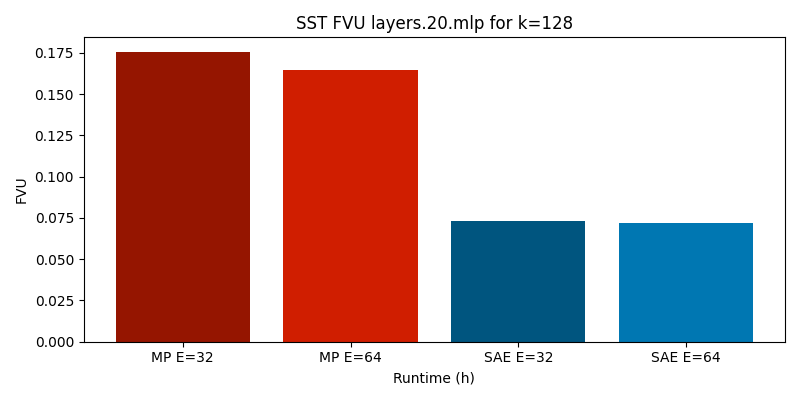 SST FVU layers.20.mlp for k=128
0.175
0.150
0.125
0.100
0.075
0.050
0.025
0.000
FVU
MP E=32
MP E=64
SAE E=32
SAE E=64
Runtime (h)